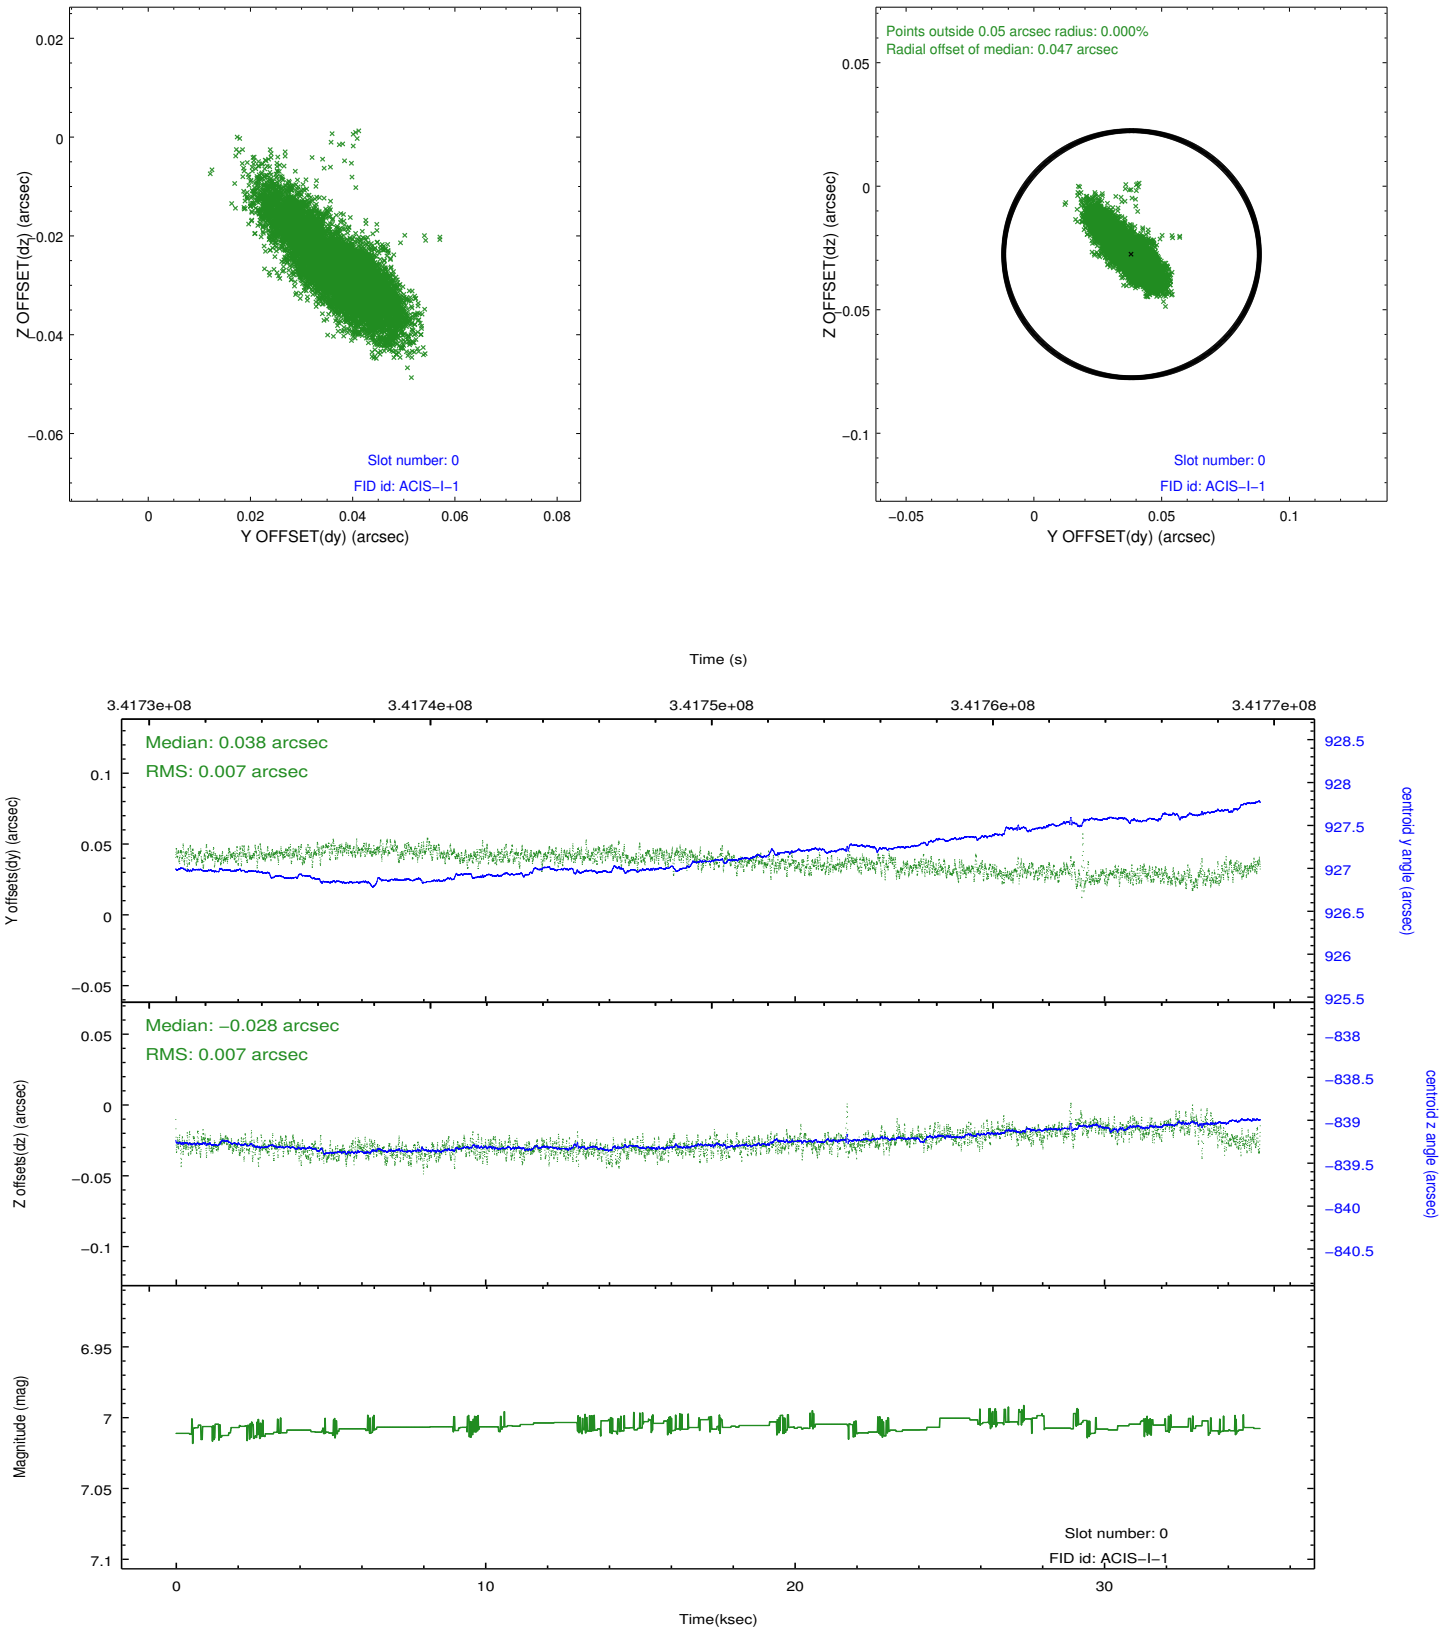 0.02
0
−0.02
−0.04
−0.06
Z OFFSET(dz) (arcsec)
Slot number: 0
FID id: ACIS−I−1
0
0.02
0.04
0.06
0.08
Y OFFSET(dy) (arcsec)
Points outside 0.05 arcsec radius: 0.000%
Radial offset of median: 0.047 arcsec
0.05
0
−0.05
−0.1
Z OFFSET(dz) (arcsec)
Slot number: 0
FID id: ACIS−I−1
−0.05
0
0.05
0.1
Y OFFSET(dy) (arcsec)
Time (s)
3.4173e+08
3.4174e+08
3.4175e+08
3.4176e+08
3.4177e+08
Median: 0.038 arcsec
RMS: 0.007 arcsec
0.1
0.05
0
−0.05
Y offsets(dy) (arcsec)
928.5
928
927.5
927
926.5
926
925.5
centroid y angle (arcsec)
Median: −0.028 arcsec
RMS: 0.007 arcsec
0.05
0
−0.05
−0.1
Z offsets(dz) (arcsec)
−838
−838.5
−839
−839.5
−840
−840.5
centroid z angle (arcsec)
6.95
7
7.05
7.1
Magnitude (mag)
Slot number: 0
FID id: ACIS−I−1
0
10
20
30
Time(ksec)